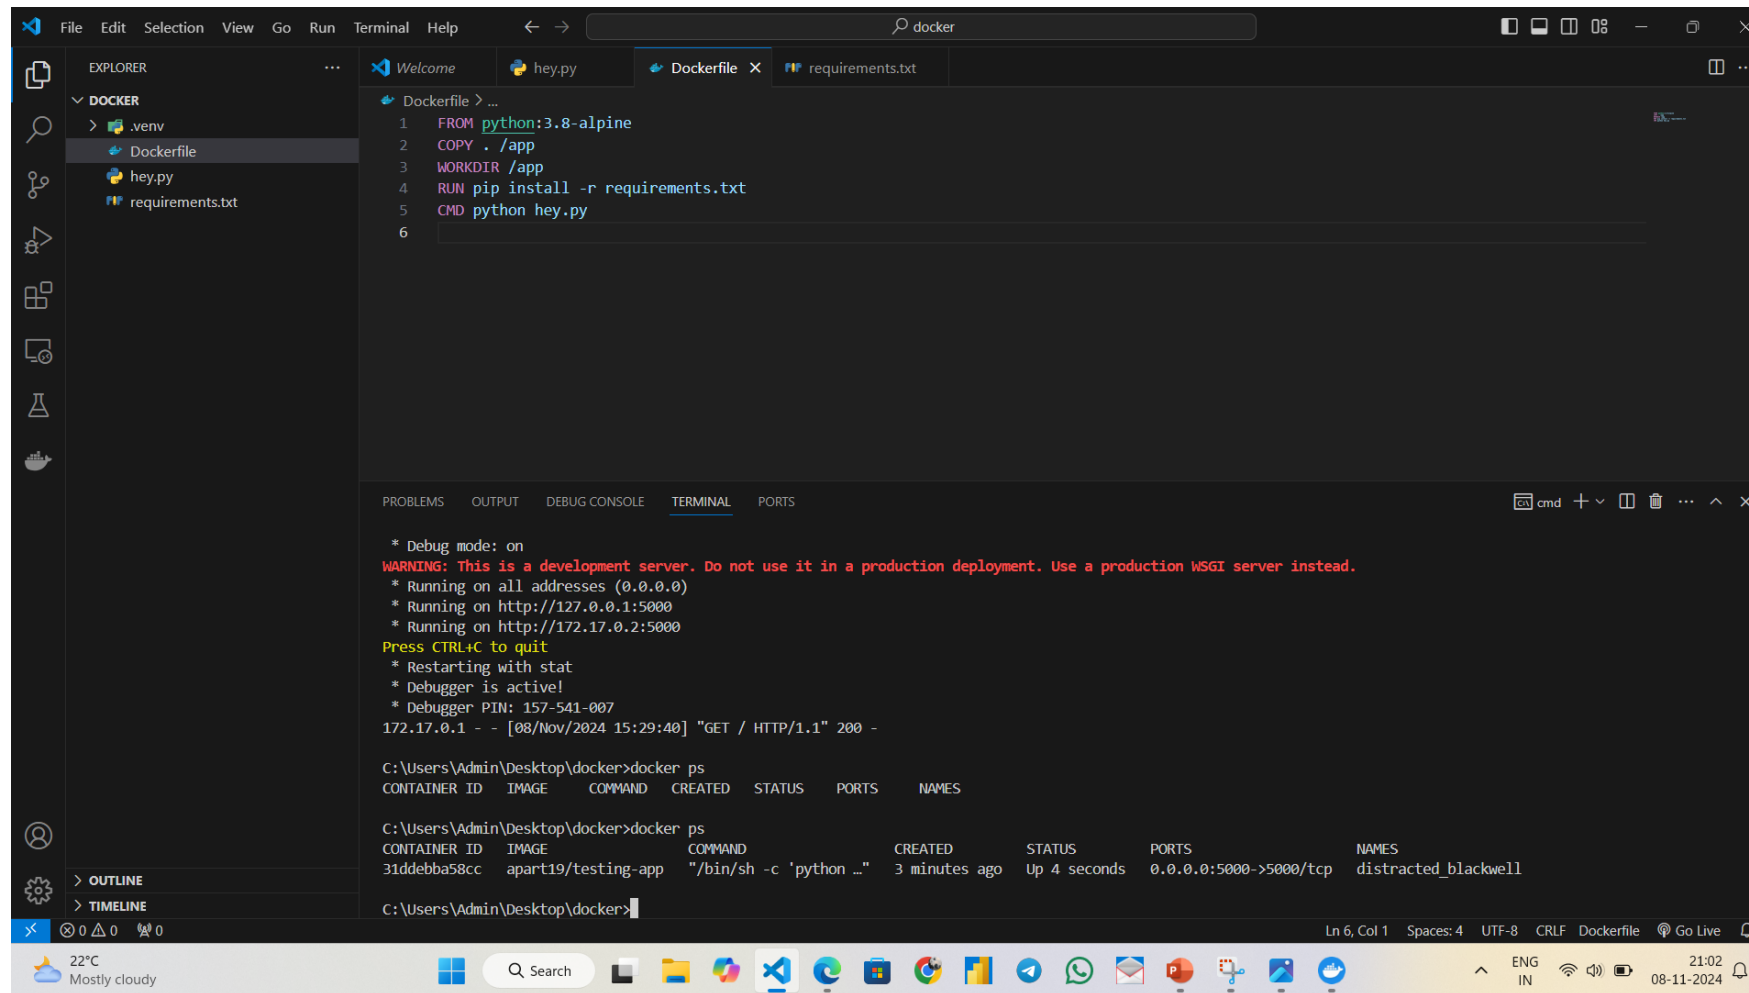 File Edit Selection View Go Run Terminal Help
docker
EXPLORER
DOCKER
.venv
Dockerfile
hey.py
requirements.txt
OUTLINE
TIMELINE
Welcome
hey.py
Dockerfile
requirements.txt
Dockerfile > ...
1 FROM python:3.8-alpine
2 COPY . /app
3 WORKDIR /app
4 RUN pip install -r requirements.txt
5 CMD python hey.py
6
PROBLEMS OUTPUT DEBUG CONSOLE TERMINAL PORTS
cmd
* Debug mode: on
WARNING: This is a development server. Do not use it in a production deployment. Use a production WSGI server instead.
* Running on all addresses (0.0.0.0)
* Running on http://127.0.0.1:5000
* Running on http://172.17.0.2:5000
Press CTRL+C to quit
* Restarting with stat
* Debugger is active!
* Debugger PIN: 157-541-007
172.17.0.1 - - [08/Nov/2024 15:29:40] "GET / HTTP/1.1" 200 -
C:\Users\Admin\Desktop\docker>docker ps
CONTAINER ID IMAGE COMMAND CREATED STATUS PORTS NAMES
C:\Users\Admin\Desktop\docker>docker ps
CONTAINER ID IMAGE COMMAND CREATED STATUS PORTS NAMES
31ddebba58cc apart19/testing-app "/bin/sh -c 'python …" 3 minutes ago Up 4 seconds 0.0.0.0:5000->5000/tcp distracted_blackwell
C:\Users\Admin\Desktop\docker>
0 0 0
Ln 6, Col 1 Spaces: 4 UTF-8 CRLF Dockerfile Go Live
22°C
Mostly cloudy
Search
ENG
IN
21:02
08-11-2024